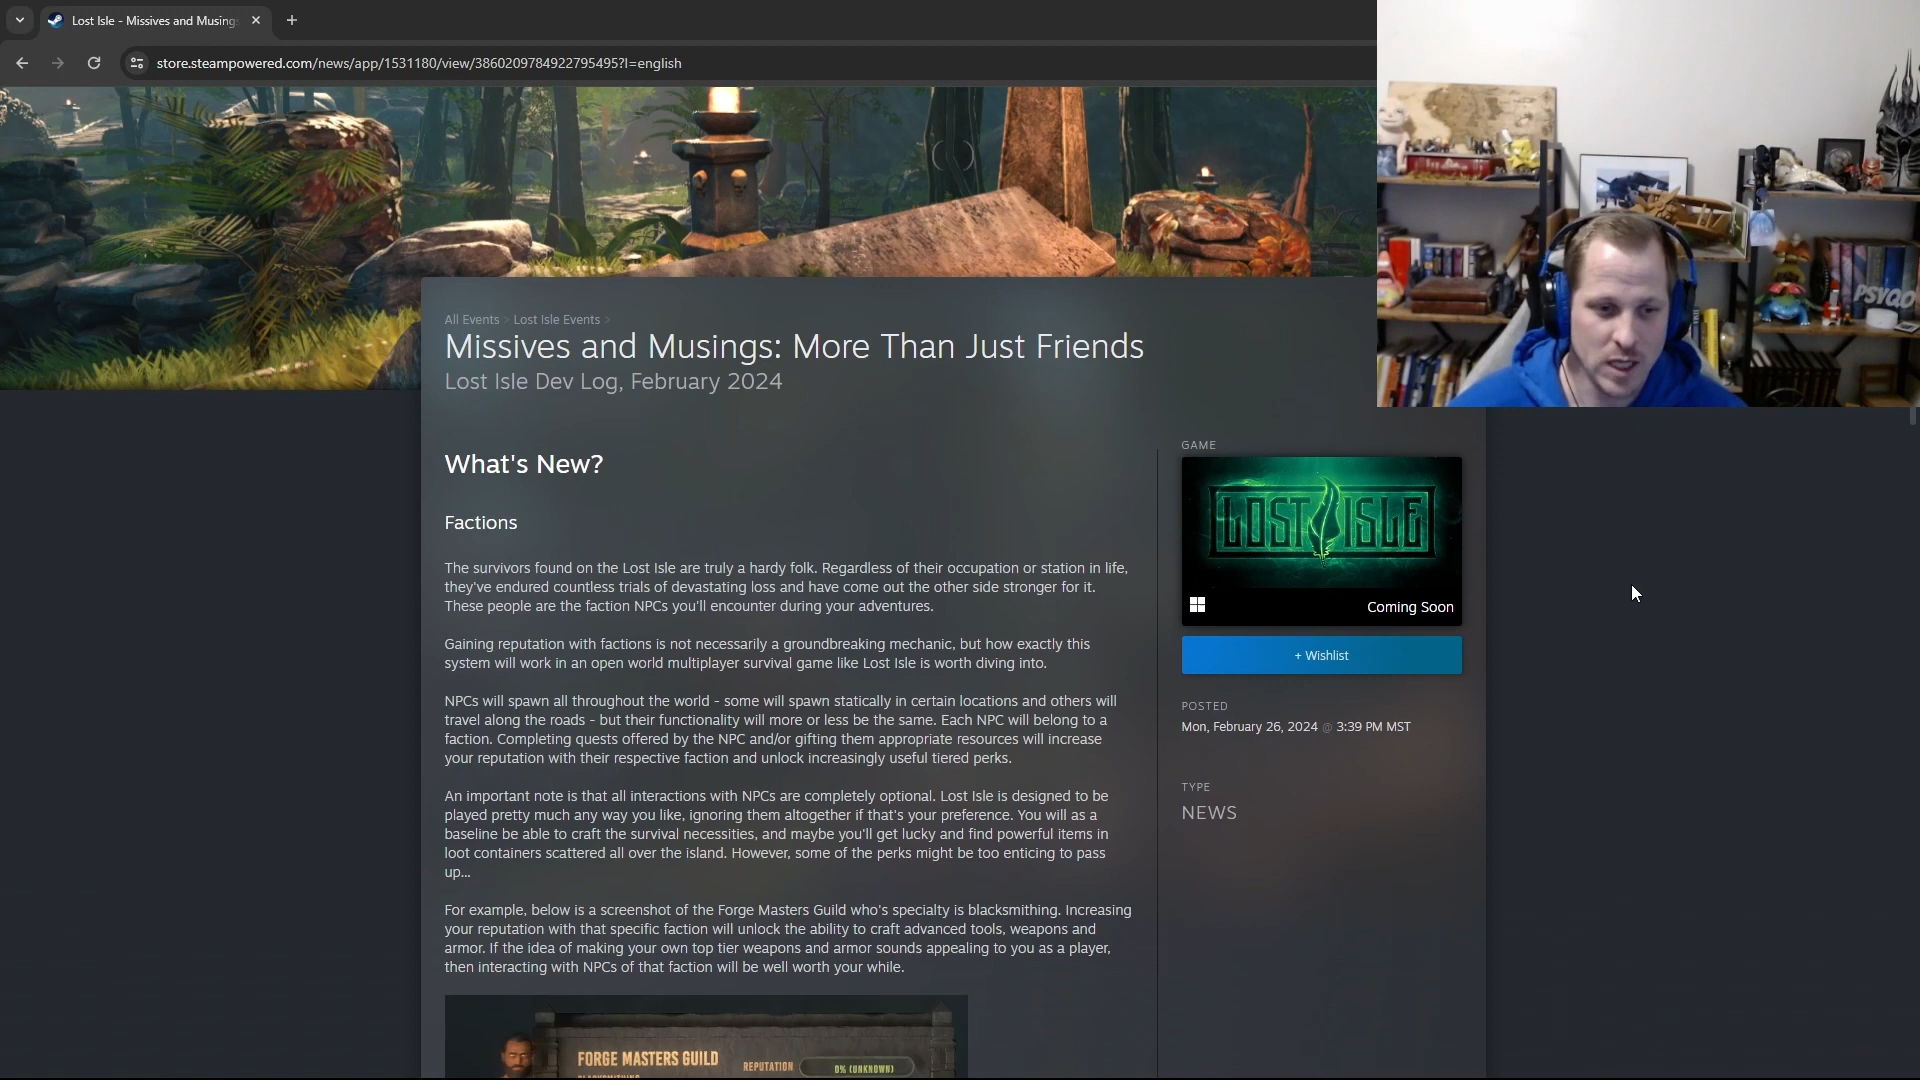 Lost Isle - Missives and Musing
store.steampowered.com/news/app/1531180/view/3860209784922795495?l=english
All Events > Lost Isle Events >
Missives and Musings: More Than Just Friends
Lost Isle Dev Log, February 2024
What's New?
Factions
The survivors found on the Lost Isle are truly a hardy folk. Regardless of their occupation or station in life,
they've endured countless trials of devastating loss and have come out the other side stronger for it.
These people are the faction NPCs you'll encounter during your adventures.
Gaining reputation with factions is not necessarily a groundbreaking mechanic, but how exactly this
system will work in an open world multiplayer survival game like Lost Isle is worth diving into.
NPCs will spawn all throughout the world - some will spawn statically in certain locations and others will
travel along the roads - but their functionality will more or less be the same. Each NPC will belong to a
faction. Completing quests offered by the NPC and/or gifting them appropriate resources will increase
your reputation with their respective faction and unlock increasingly useful tiered perks.
An important note is that all interactions with NPCs are completely optional. Lost Isle is designed to be
played pretty much any way you like, ignoring them altogether if that's your preference. You will as a
baseline be able to craft the survival necessities, and maybe you'll get lucky and find powerful items in
loot containers scattered all over the island. However, some of the perks might be too enticing to pass
up...
For example, below is a screenshot of the Forge Masters Guild who's specialty is blacksmithing. Increasing
your reputation with that specific faction will unlock the ability to craft advanced tools, weapons and
armor. If the idea of making your own top tier weapons and armor sounds appealing to you as a player,
then interacting with NPCs of that faction will be well worth your while.
FORGE MASTERS GUILD
BLACKSMITHING
REPUTATION
0% (UNKNOWN)
GAME
LOST ISLE
Coming Soon
+ Wishlist
POSTED
Mon, February 26, 2024 @ 3:39 PM MST
TYPE
NEWS
PSYOP